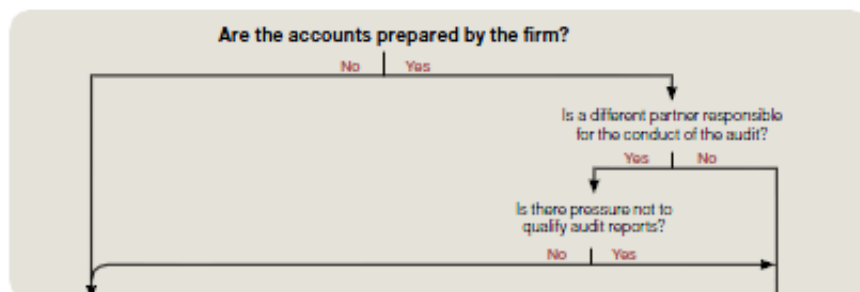 Are the accounts prepared by the firm?
No Yes
Is a different partner responsible
for the conduct of the audit?
Yes No
Is there pressure not to
qualify audit reports?
No Yes